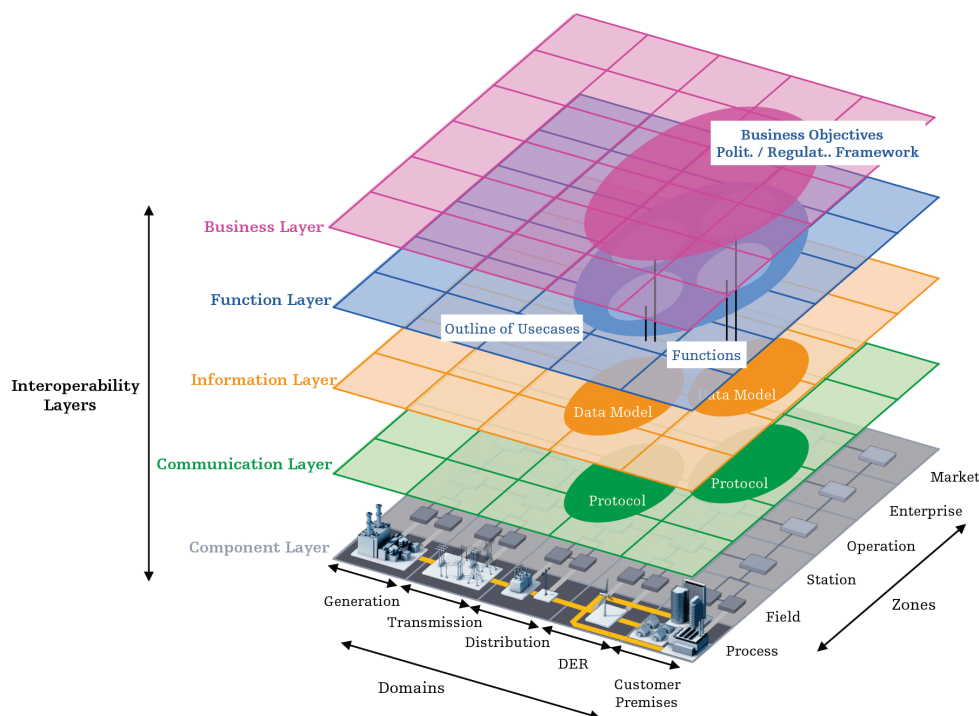 Business Objectives
Polit. / Regulat.. Framework
Business Layer
Function Layer
Outline of Usecases
Functions
Information Layer
Interoperability
Layers
Data Model
Data Model
Communication Layer
Protocol
Protocol
Component Layer
Market
Enterprise
Operation
Station
Field
Process
Zones
Generation
Transmission
Distribution
DER
Customer
Premises
Domains